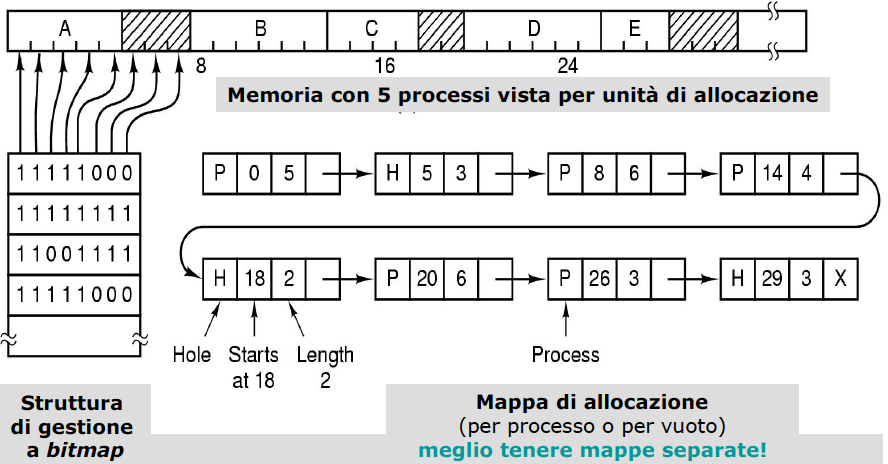 A B C D E
8 16 24
Memoria con 5 processi vista per unità di allocazione
11111000
11111111
11001111
11111000
P 0 5 H 5 3 P 8 6 P 14 4
H 18 2 P 20 6 P 26 3 H 29 3 X
Hole Starts at 18 Length 2 Process
Struttura
di gestione
a bitmap
Mappa di allocazione
(per processo o per vuoto)
meglio tenere mappe separate!